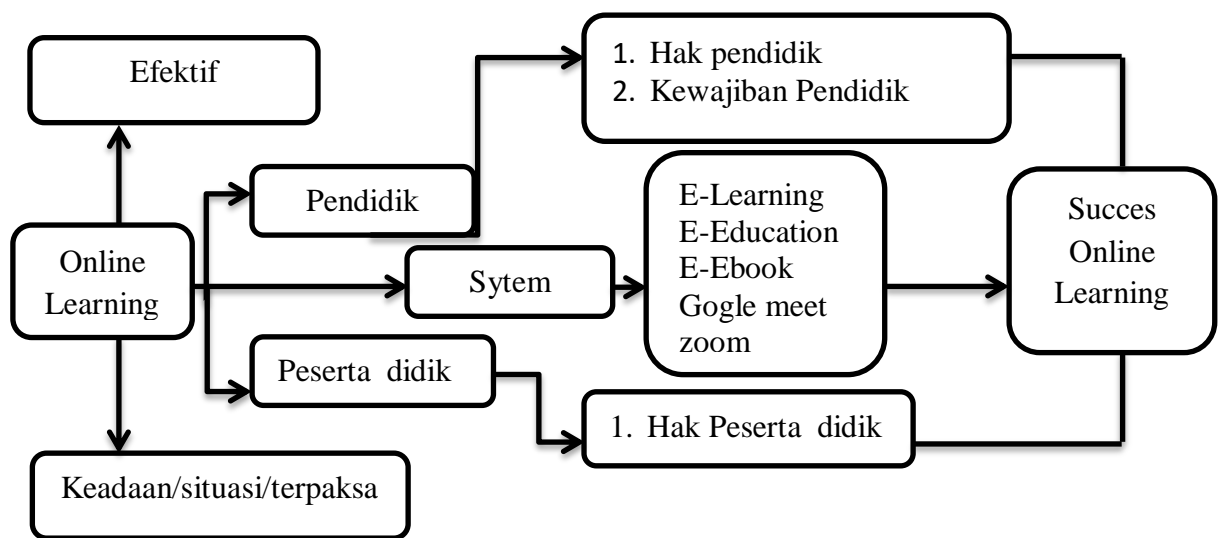 Efektif
1. Hak pendidik
2. Kewajiban Pendidik
Pendidik
E-Learning
E-Education
E-Ebook
Gogle meet
zoom
Succes
Online
Learning
Online
Learning
Sytem
Peserta didik
1. Hak Peserta didik
Keadaan/situasi/terpaksa